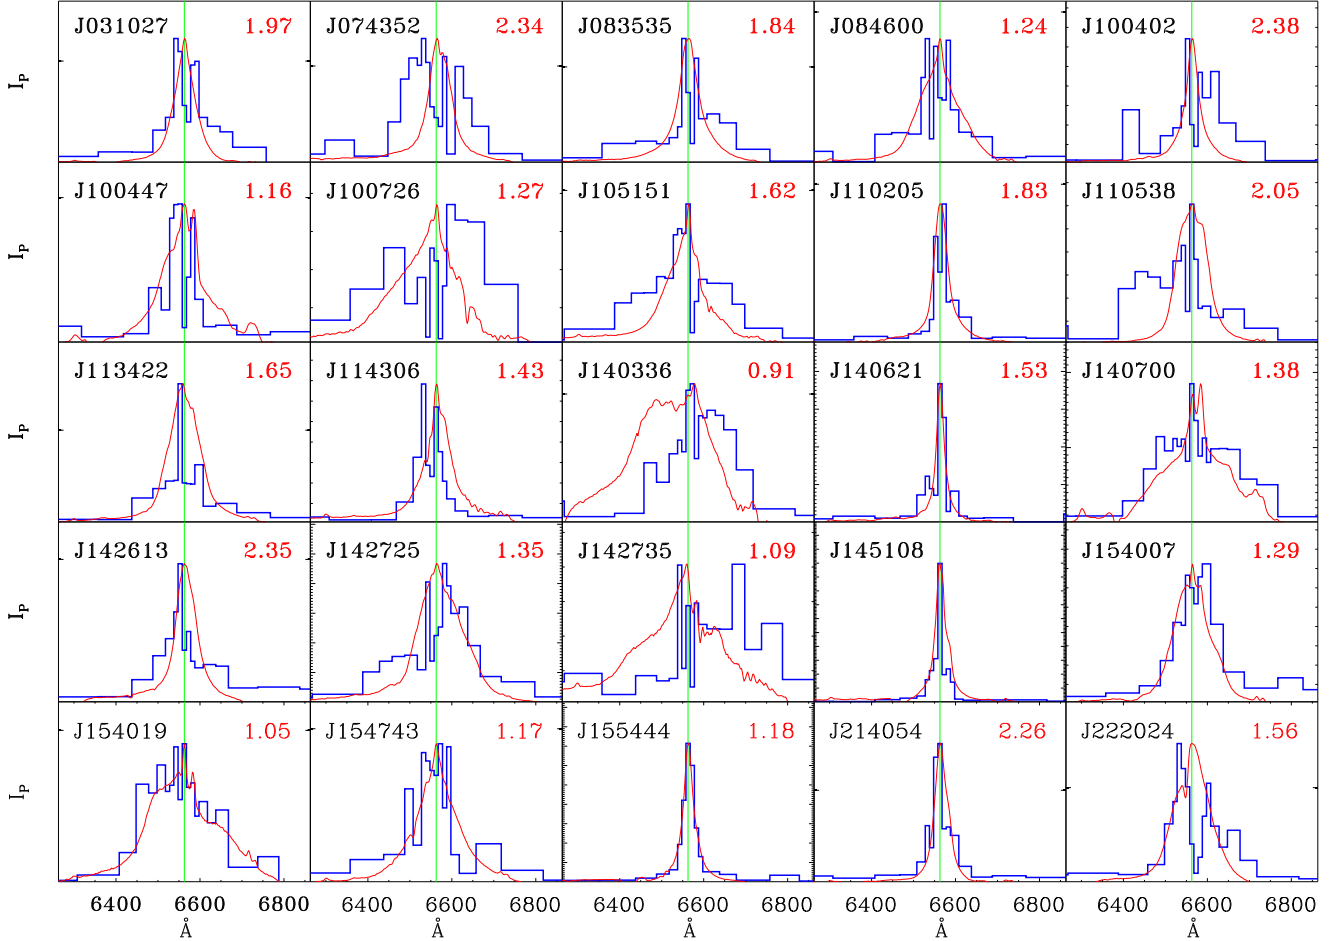 J031027 1.97 J074352 2.34 J083535 1.84 J084600 1.24 J100402 2.38
I_P
J100447 1.16 J100726 1.27 J105151 1.62 J110205 1.83 J110538 2.05
I_P
J113422 1.65 J114306 1.43 J140336 0.91 J140621 1.53 J140700 1.38
I_P
J142613 2.35 J142725 1.35 J142735 1.09 J145108 J154007 1.29
I_P
J154019 1.05 J154743 1.17 J155444 1.18 J214054 2.26 J222024 1.56
I_P
6400 6600 6800 6400 6600 6800 6400 6600 6800 6400 6600 6800 6400 6600 6800
Å Å Å Å Å